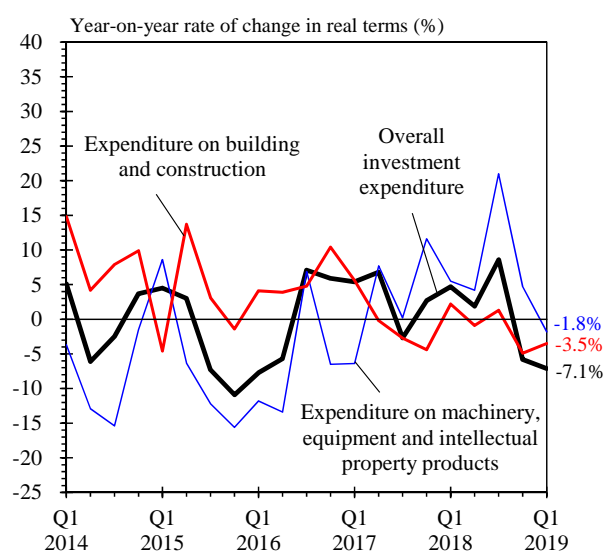 Year-on-year rate of change in real terms (%)
40
35
30
25
20
15
10
5
0
-5
-10
-15
-20
-25
Expenditure on building
and construction
Overall
investment
expenditure
Expenditure on machinery,
equipment and intellectual
property products
-1.8%
-3.5%
-7.1%
Q1 Q1 Q1 Q1 Q1 Q1
2014 2015 2016 2017 2018 2019